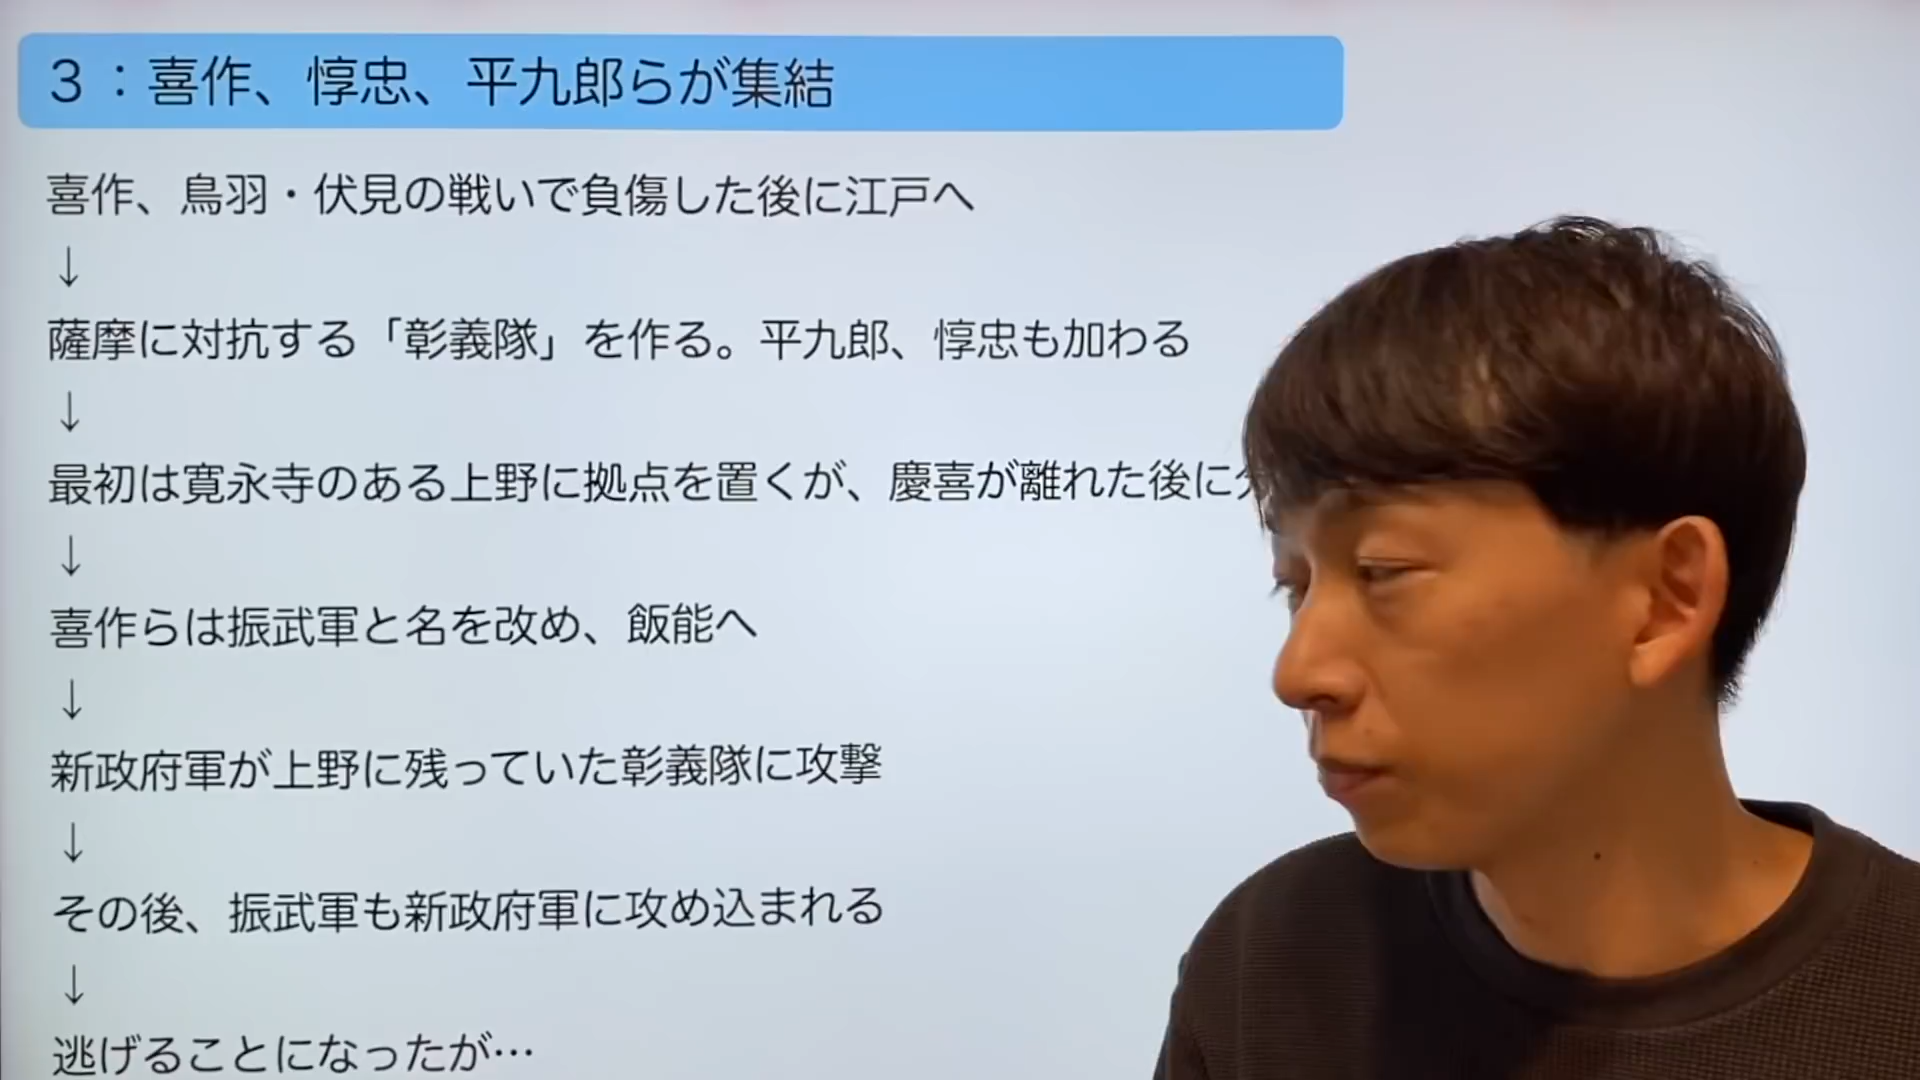 3：喜作、惇忠、平九郎らが集結
喜作、鳥羽・伏見の戦いで負傷した後に江戸へ
↓
薩摩に対抗する「彰義隊」を作る。平九郎、惇忠も加わる
↓
最初は寛永寺のある上野に拠点を置くが、慶喜が離れた後に
↓
喜作らは振武軍と名を改め、飯能へ
↓
新政府軍が上野に残っていた彰義隊に攻撃
↓
その後、振武軍も新政府軍に攻め込まれる
↓
逃げることになったが…